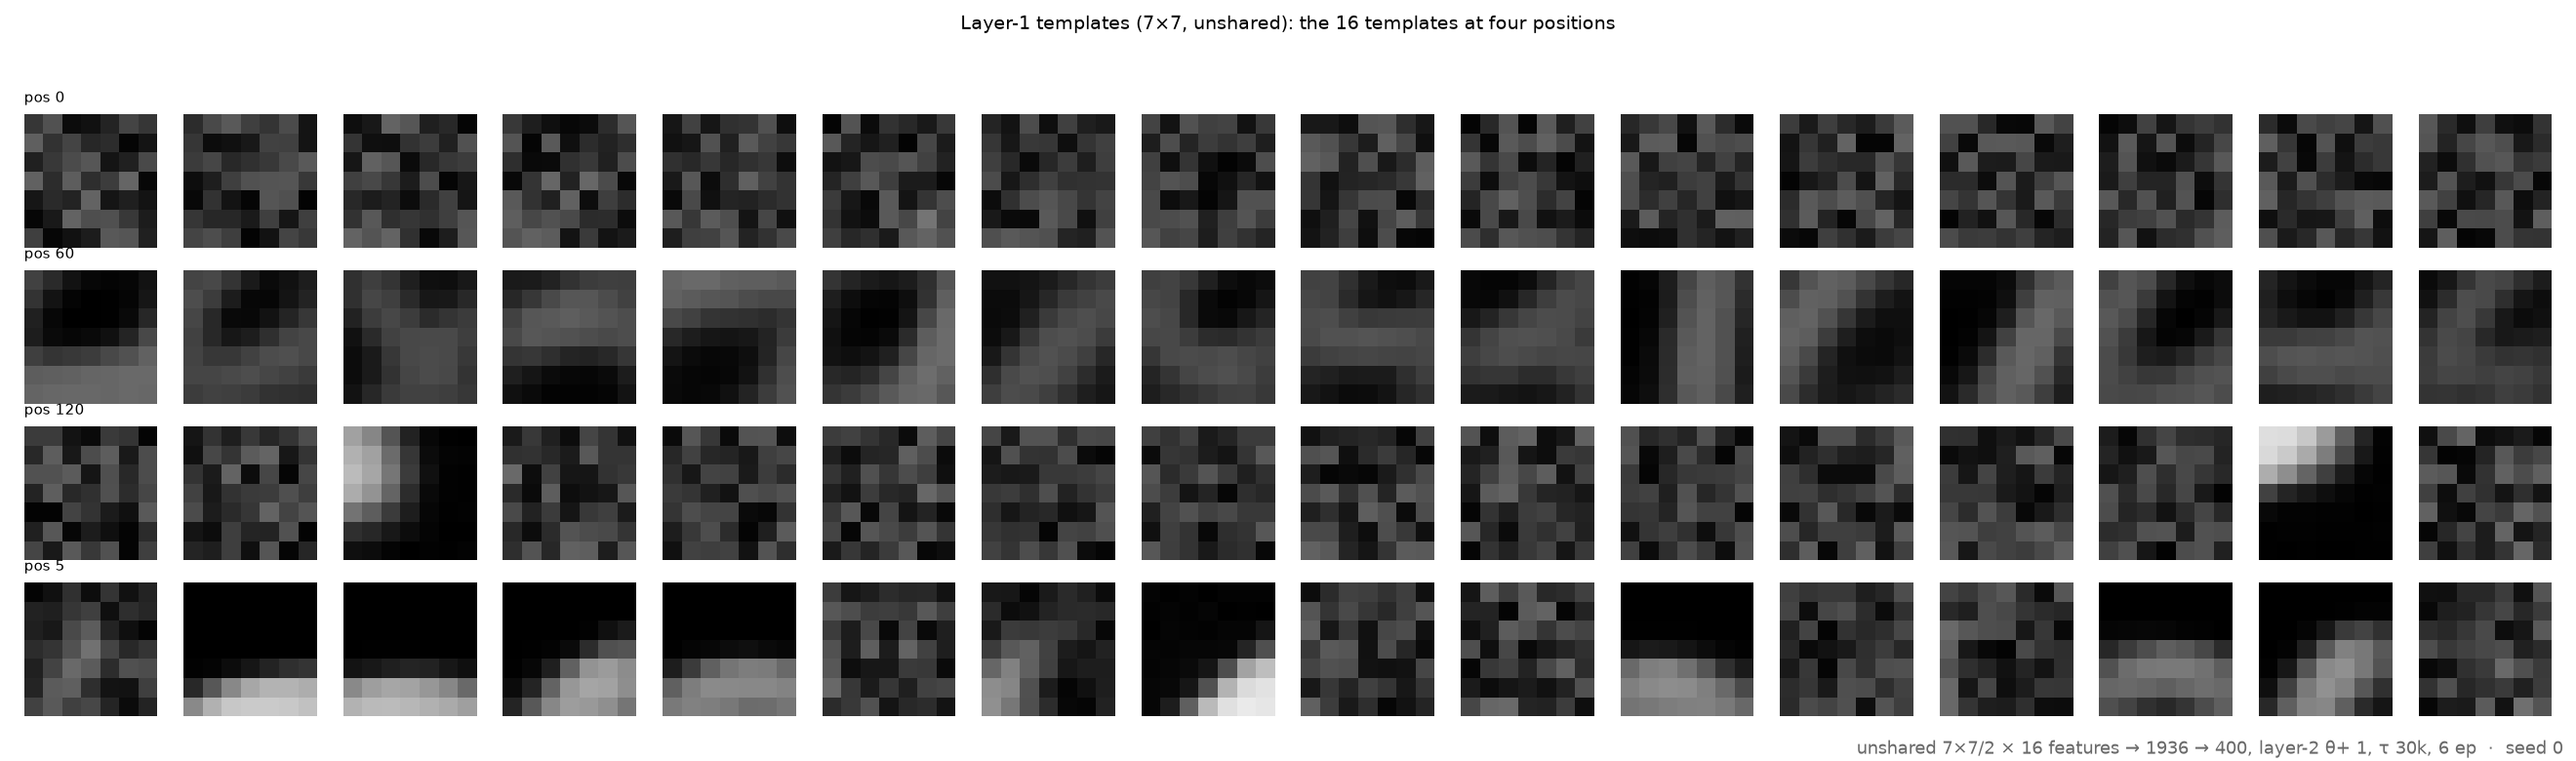 Layer-1 templates (7×7, unshared): the 16 templates at four positions
pos 0
pos 60
pos 120
pos 5
unshared 7×7/2 × 16 features → 1936 → 400, layer-2 θ+ 1, τ 30k, 6 ep · seed 0